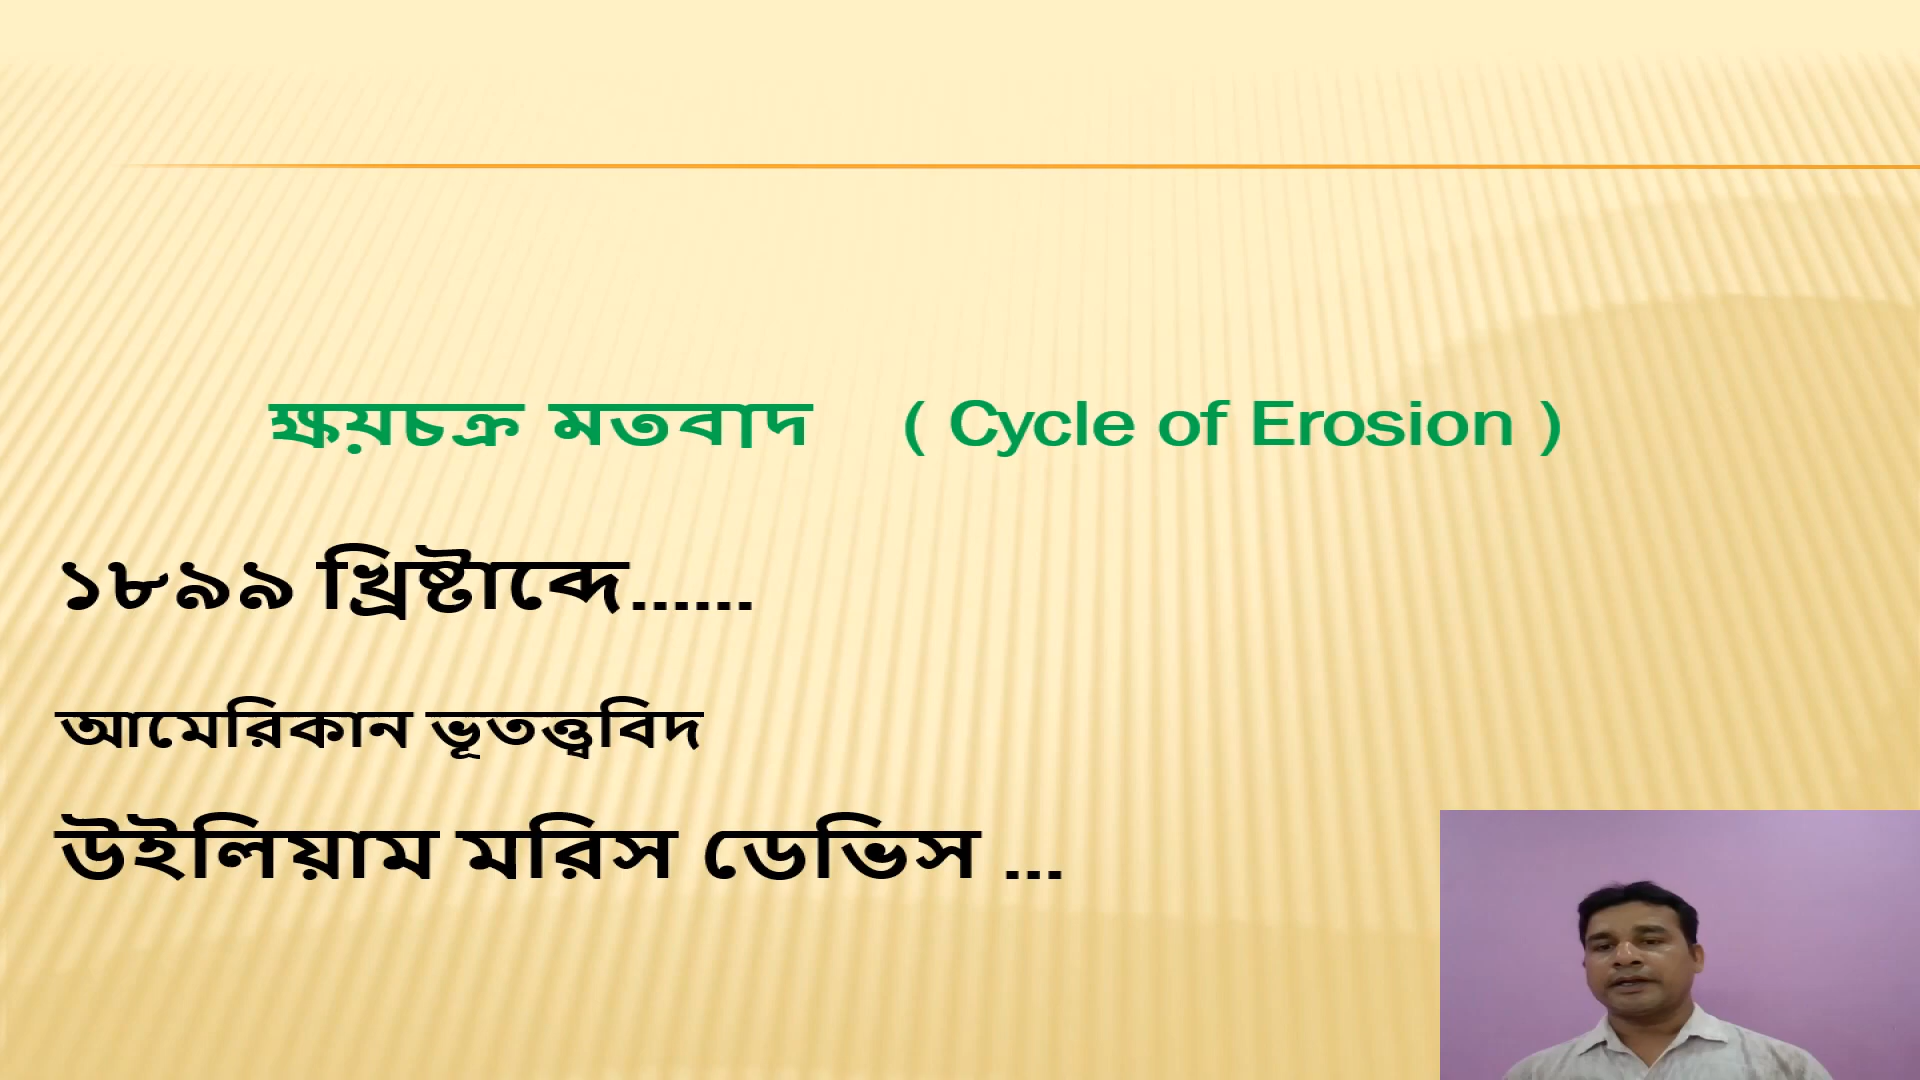 ক্ষয়চক্র মতবাদ ( Cycle of Erosion )
১৮৯৯ খ্রিষ্টাব্দে......
আমেরিকান ভূতত্ত্ববিদ
উইলিয়াম মরিস ডেভিস ...